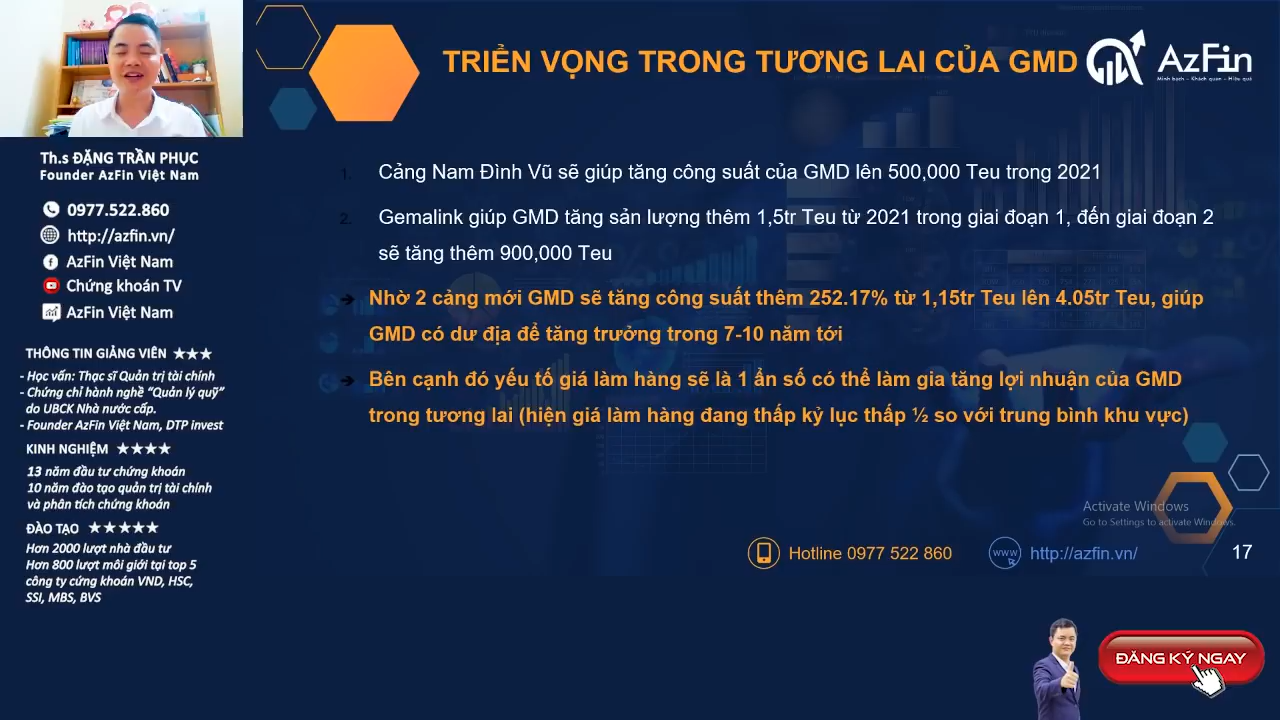 TRIỂN VỌNG TRONG TƯƠNG LAI CỦA GMD
AzFin
Minh bạch - Khách quan - Hiệu quả
Th.s ĐẶNG TRẦN PHỤC
Founder AzFin Việt Nam
0977.522.860
http://azfin.vn/
AzFin Việt Nam
Chứng khoán TV
AzFin Việt Nam
THÔNG TIN GIẢNG VIÊN ★★★
- Học vấn: Thạc sĩ Quản trị tài chính
- Chứng chỉ hành nghề “Quản lý quỹ”
do UBCK Nhà nước cấp.
- Founder AzFin Việt Nam, DTP invest
KINH NGHIỆM ★★★★
13 năm đầu tư chứng khoán
10 năm đào tạo quản trị tài chính
và phân tích chứng khoán
ĐÀO TẠO ★★★★★
Hơn 2000 lượt nhà đầu tư
Hơn 800 lượt môi giới tại top 5
công ty cứng khoán VND, HSC,
SSI, MBS, BVS
1. Cảng Nam Đình Vũ sẽ giúp tăng công suất của GMD lên 500,000 Teu trong 2021
2. Gemalink giúp GMD tăng sản lượng thêm 1,5tr Teu từ 2021 trong giai đoạn 1, đến giai đoạn 2
sẽ tăng thêm 900,000 Teu
➔ Nhờ 2 cảng mới GMD sẽ tăng công suất thêm 252.17% từ 1,15tr Teu lên 4.05tr Teu, giúp
GMD có dư địa để tăng trưởng trong 7-10 năm tới
➔ Bên cạnh đó yếu tố giá làm hàng sẽ là 1 ẩn số có thể làm gia tăng lợi nhuận của GMD
trong tương lai (hiện giá làm hàng đang thấp kỷ lục thấp ½ so với trung bình khu vực)
Activate Windows
Go to Settings to activate Windows.
Hotline 0977 522 860
www
http://azfin.vn/
17
ĐĂNG KÝ NGAY